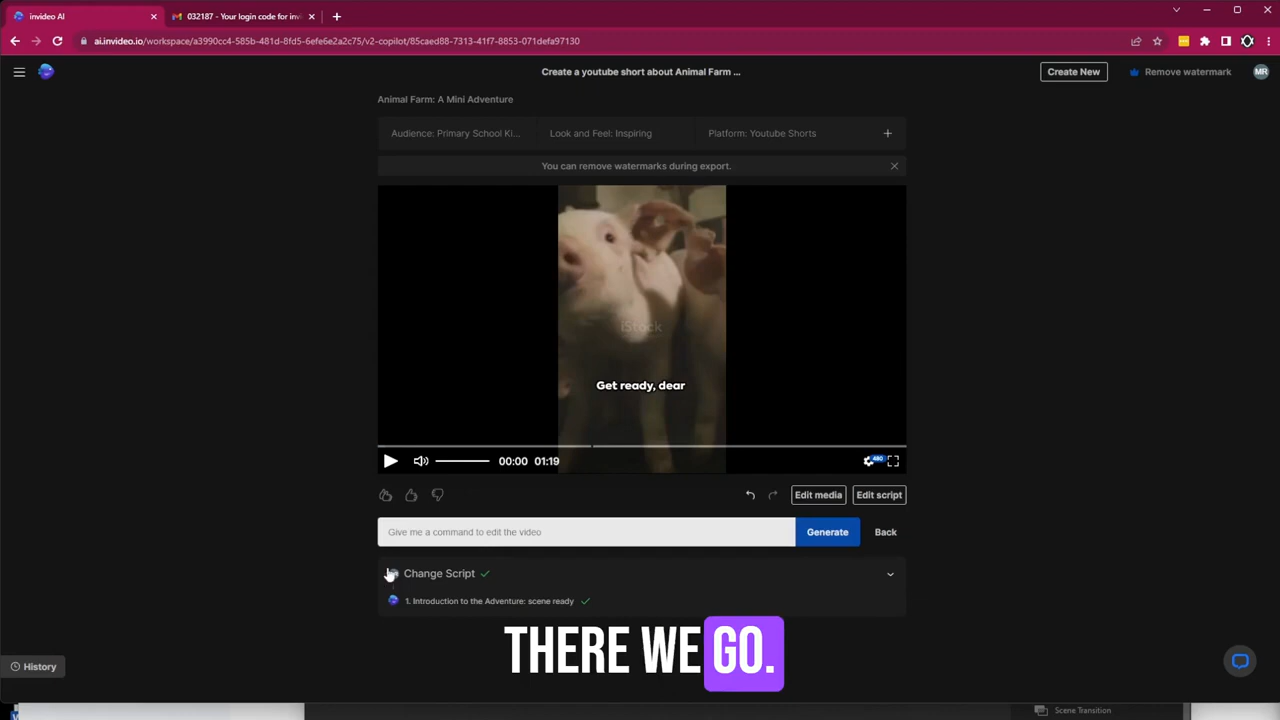 invideo AI
032187 - Your login code for inv
ai.invideo.io/workspace/a3990cc4-585b-481d-8fd5-6efe6e2a2c75/v2-copilot/85caed88-7313-41f7-8853-071defa97130
Create a youtube short about Animal Farm ...
Create New
Remove watermark
MR
Animal Farm: A Mini Adventure
Audience: Primary School Ki...
Look and Feel: Inspiring
Platform: Youtube Shorts
You can remove watermarks during export.
iStock
Get ready, dear
00:00
01:19
480
Edit media
Edit script
Give me a command to edit the video
Generate
Back
Change Script
1. Introduction to the Adventure: scene ready
THERE WE GO.
History
Scene Transition